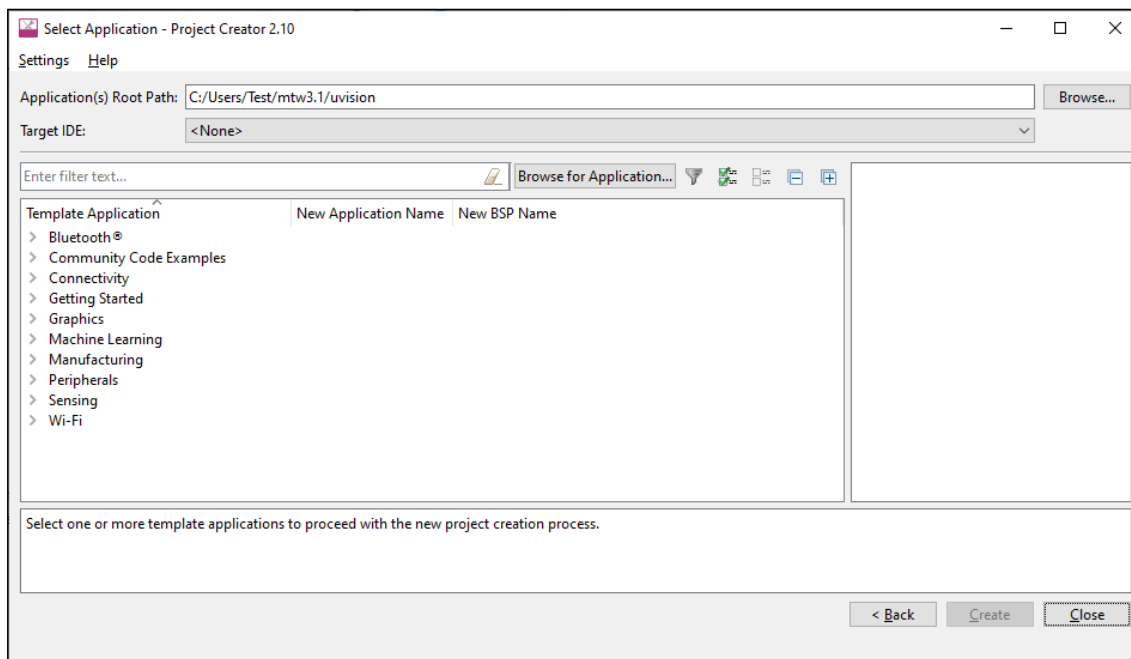 Select Application - Project Creator 2.10
Settings Help
Application(s) Root Path: C:/Users/Test/mtw3.1/uvision Browse...
Target IDE: <None>
Enter filter text... Browse for Application...
Template Application New Application Name New BSP Name
Bluetooth®
Community Code Examples
Connectivity
Getting Started
Graphics
Machine Learning
Manufacturing
Peripherals
Sensing
Wi-Fi
Select one or more template applications to proceed with the new project creation process.
< Back Create Close